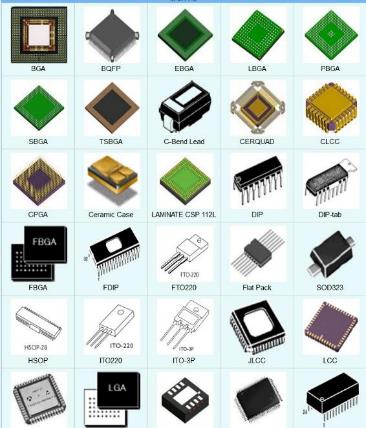 BGA
BQFP
EBGA
LBGA
PBGA
SBGA
TSBGA
C-Bend Lead
CERQUAD
CLCC
CPGA
Ceramic Case
LAMINATE CSP 112L
DIP
DIP-tab
FBGA
FBGA
FDIP
ITO-220
FTO220
Flat Pack
SOD323
HSOP-28
HSOP
ITO-220
ITO220
ITO-3P
ITO-3P
JLCC
LCC
LGA
24